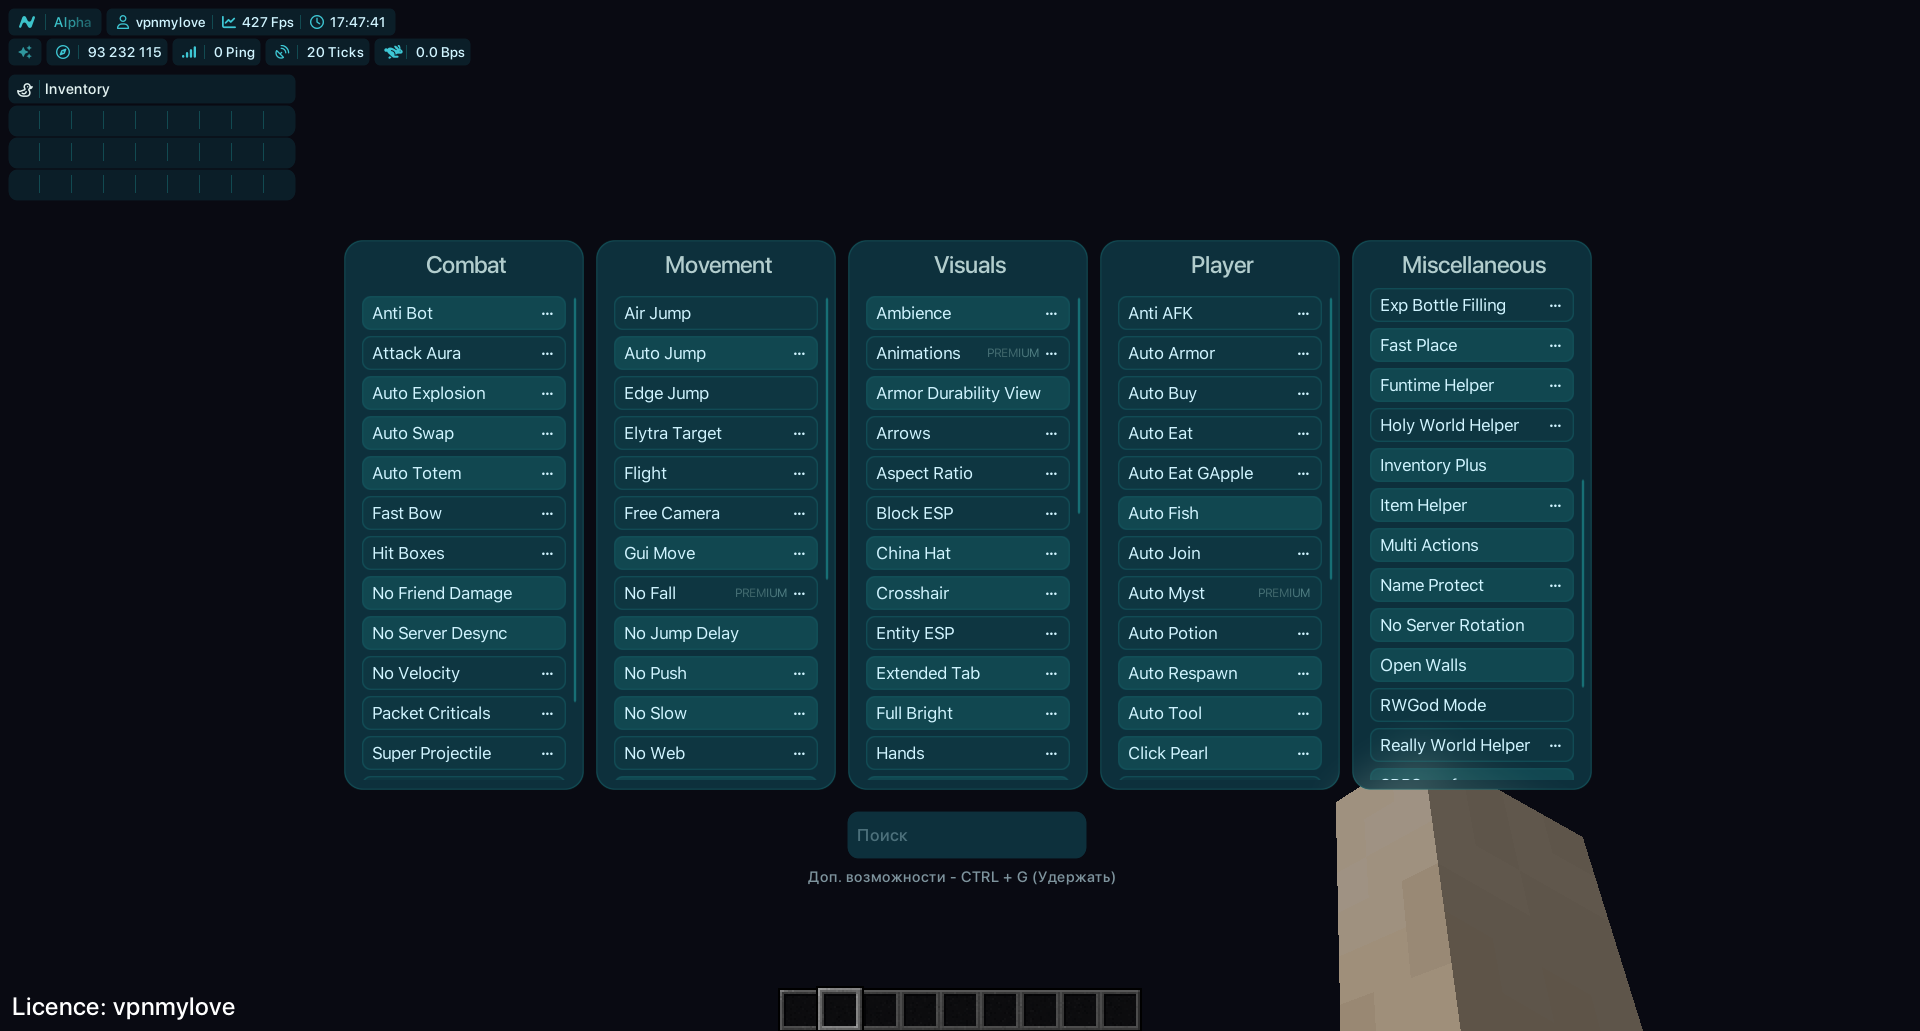 Alpha vpnmylove 427 Fps 17:47:41
93 232 115 0 Ping 20 Ticks 0.0 Bps
Inventory
Combat
Anti Bot
Attack Aura
Auto Explosion
Auto Swap
Auto Totem
Fast Bow
Hit Boxes
No Friend Damage
No Server Desync
No Velocity
Packet Criticals
Super Projectile
Movement
Air Jump
Auto Jump
Edge Jump
Elytra Target
Flight
Free Camera
Gui Move
No Fall PREMIUM
No Jump Delay
No Push
No Slow
No Web
Visuals
Ambience
Animations PREMIUM
Armor Durability View
Arrows
Aspect Ratio
Block ESP
China Hat
Crosshair
Entity ESP
Extended Tab
Full Bright
Hands
Player
Anti AFK
Auto Armor
Auto Buy
Auto Eat
Auto Eat GApple
Auto Fish
Auto Join
Auto Myst PREMIUM
Auto Potion
Auto Respawn
Auto Tool
Click Pearl
Miscellaneous
Exp Bottle Filling
Fast Place
Funtime Helper
Holy World Helper
Inventory Plus
Item Helper
Multi Actions
Name Protect
No Server Rotation
Open Walls
RWGod Mode
Really World Helper
Поиск
Доп. возможности - CTRL + G (Удержать)
Licence: vpnmylove